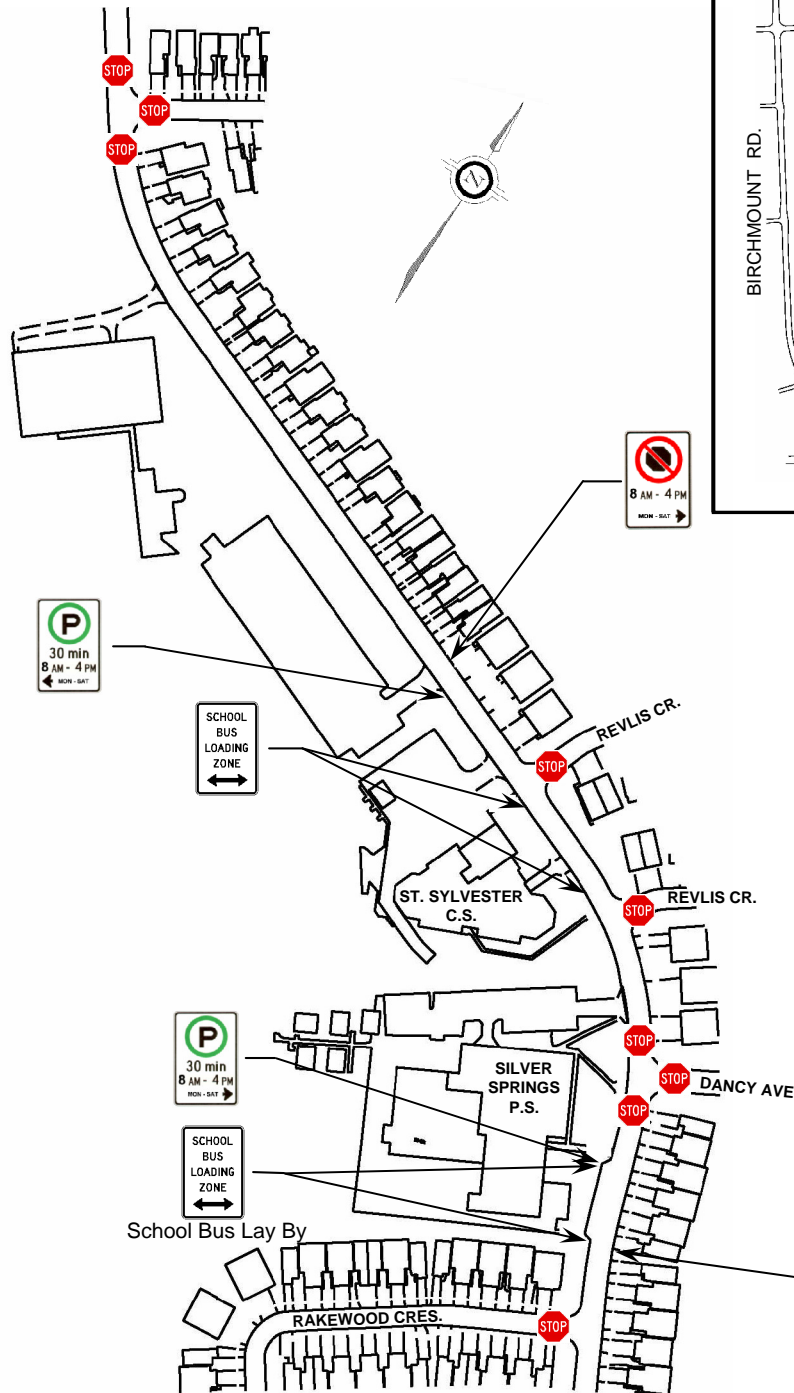 STOP
STOP
STOP
N
BIRCHMOUNT RD.
8 AM - 4 PM
MON - SAT
P
30 min
8 AM - 4 PM
MON - SAT
SCHOOL
BUS
LOADING
ZONE
REVLIS CR.
STOP
ST. SYLVESTER
C.S.
STOP
REVLIS CR.
P
30 min
8 AM - 4 PM
MON - SAT
SILVER
SPRINGS
P.S.
STOP
STOP
DANCY AVE
STOP
SCHOOL
BUS
LOADING
ZONE
School Bus Lay By
RAKEWOOD CRES.
STOP